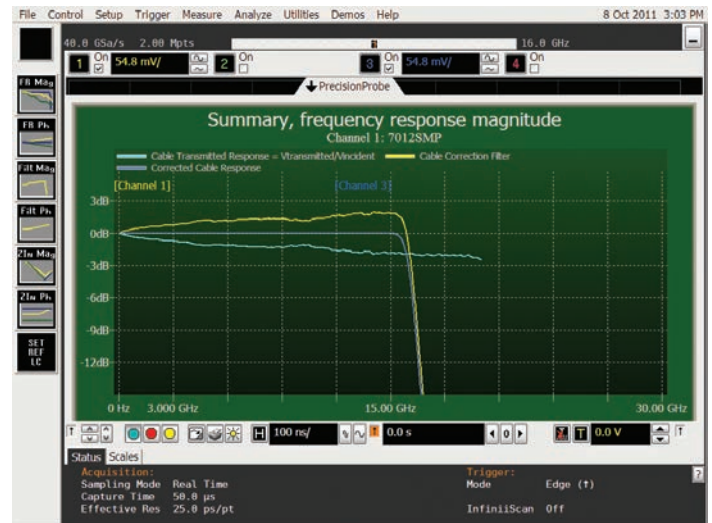 File Control Setup Trigger Measure Analyze Utilities Demos Help 8 Oct 2011 3:03 PM
40.0 GSa/s 2.00 Mpts 16.0 GHz
1 On 54.8 mV/ 2 On 3 On 54.8 mV/ 4 On
PrecisionProbe
FR Mag
FR Ph
Filt Mag
Filt Ph
ZIn Mag
ZIn Ph
SET
REF
LC
Summary, frequency response magnitude
Channel 1: 7012SMP
Cable Transmitted Response = Vtransmitted/Vincident Cable Correction Filter
Corrected Cable Response
[Channel 1] [Channel 3]
3dB
0dB
-3dB
-6dB
-9dB
-12dB
0 Hz 3.000 GHz 15.00 GHz 30.00 GHz
H 100 ns/ 0.0 s 0 T 0.0 V
Status Scales
Acquisition: Trigger:
Sampling Mode Real Time Mode Edge (↑)
Capture Time 50.0 µs
Effective Res 25.0 ps/pt InfiniiScan Off
?